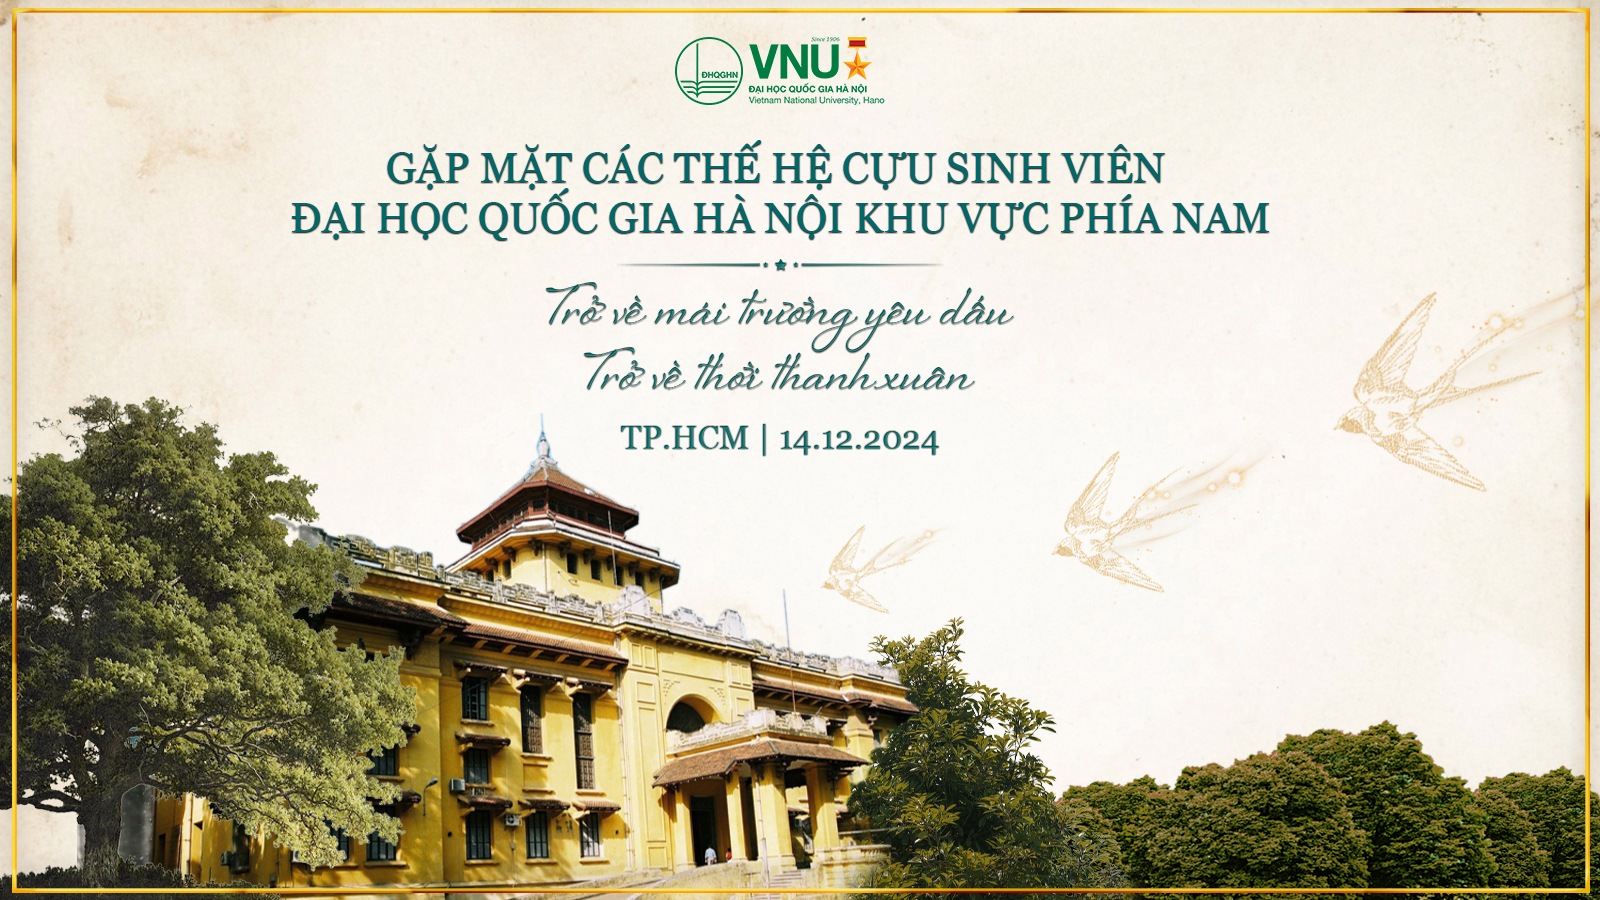 Since 1906
ĐHQGHN
VNU
ĐẠI HỌC QUỐC GIA HÀ NỘI
Vietnam National University, Hano
GẶP MẶT CÁC THẾ HỆ CỰU SINH VIÊN
ĐẠI HỌC QUỐC GIA HÀ NỘI KHU VỰC PHÍA NAM
Trở về mái trường yêu dấu
Trở về thời thanh xuân
TP.HCM | 14.12.2024